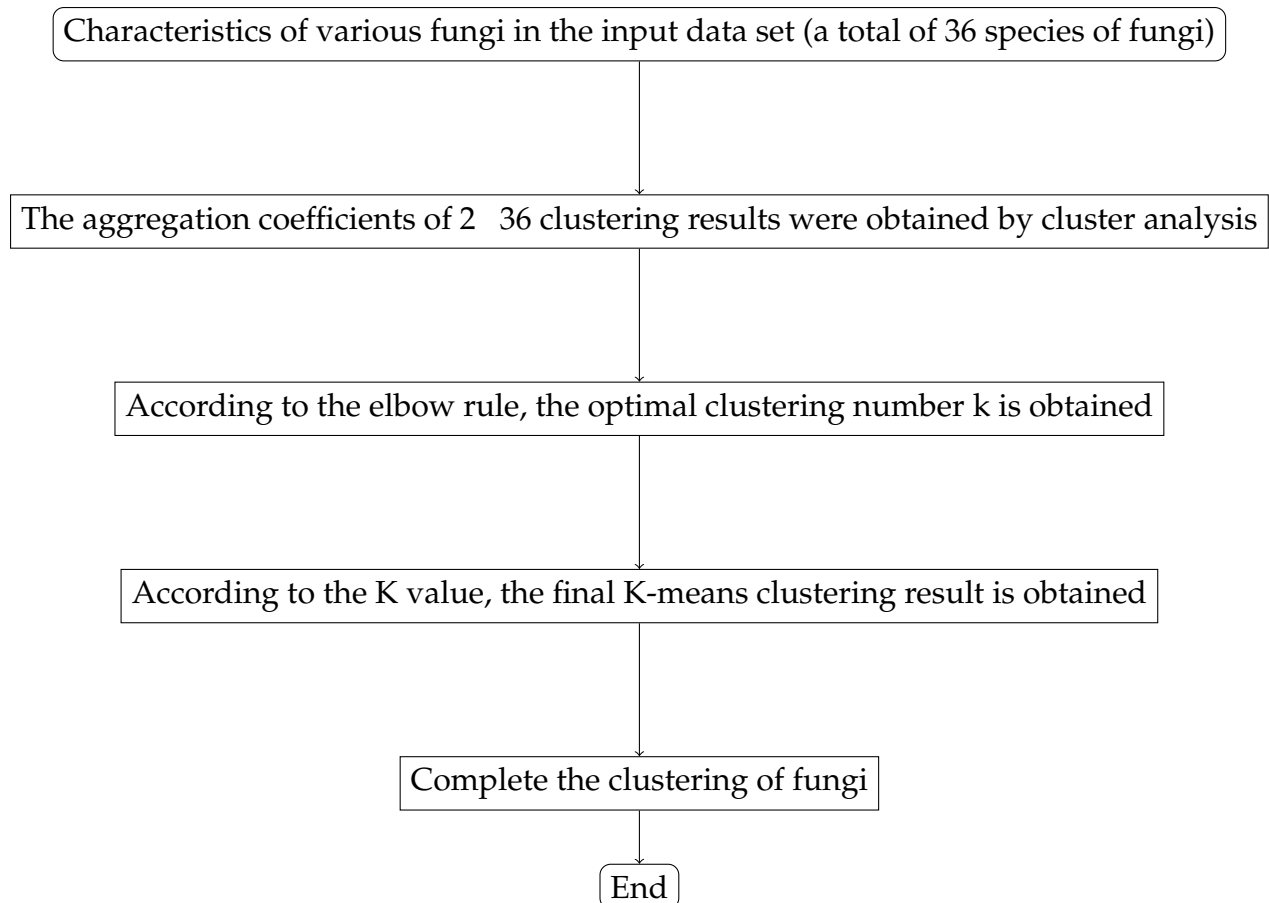 Characteristics of various fungi in the input data set (a total of 36 species of fungi)
The aggregation coefficients of 2 36 clustering results were obtained by cluster analysis
According to the elbow rule, the optimal clustering number k is obtained
According to the K value, the final K-means clustering result is obtained
Complete the clustering of fungi
End